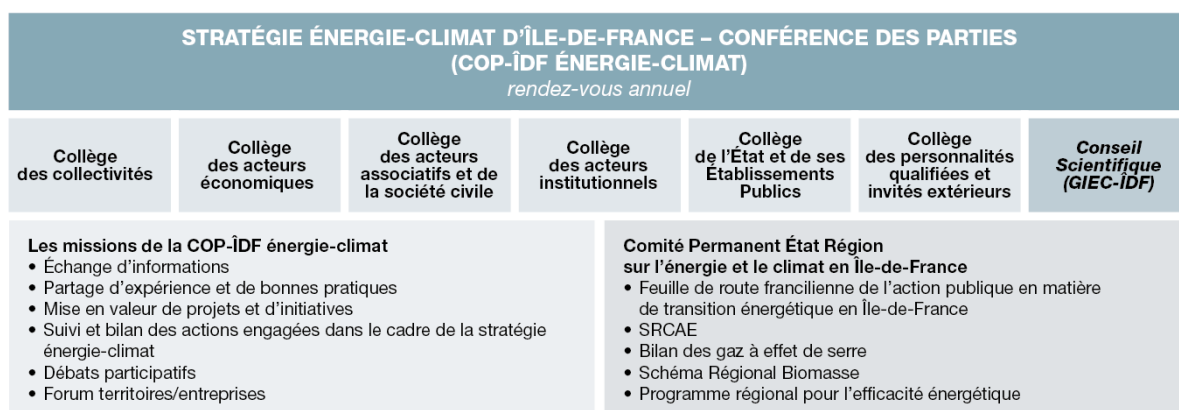 STRATÉGIE ÉNERGIE-CLIMAT D'ÎLE-DE-FRANCE – CONFÉRENCE DES PARTIES
(COP-ÎDF ÉNERGIE-CLIMAT)
rendez-vous annuel
Collège
des collectivités
Collège
des acteurs
économiques
Collège
des acteurs
associatifs et de
la société civile
Collège
des acteurs
institutionnels
Collège
de l'État et de ses
Établissements
Publics
Collège
des personnalités
qualifiées et
invités extérieurs
Conseil
Scientifique
(GIEC-ÎDF)
Les missions de la COP-ÎDF énergie-climat
• Échange d'informations
• Partage d'expérience et de bonnes pratiques
• Mise en valeur de projets et d'initiatives
• Suivi et bilan des actions engagées dans le cadre de la stratégie
énergie-climat
• Débats participatifs
• Forum territoires/entreprises
Comité Permanent État Région
sur l'énergie et le climat en Île-de-France
• Feuille de route francilienne de l'action publique en matière
de transition énergétique en Île-de-France
• SRCAE
• Bilan des gaz à effet de serre
• Schéma Régional Biomasse
• Programme régional pour l'efficacité énergétique